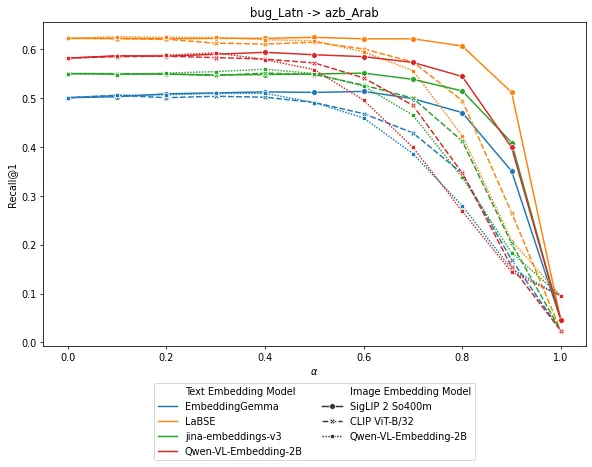 bug_Latn -> azb_Arab
Recall@1
0.6
0.5
0.4
0.3
0.2
0.1
0.0
0.0 0.2 0.4 0.6 0.8 1.0
α
Text Embedding Model
EmbeddingGemma
LaBSE
jina-embeddings-v3
Qwen-VL-Embedding-2B
Image Embedding Model
SigLIP 2 So400m
CLIP ViT-B/32
Qwen-VL-Embedding-2B